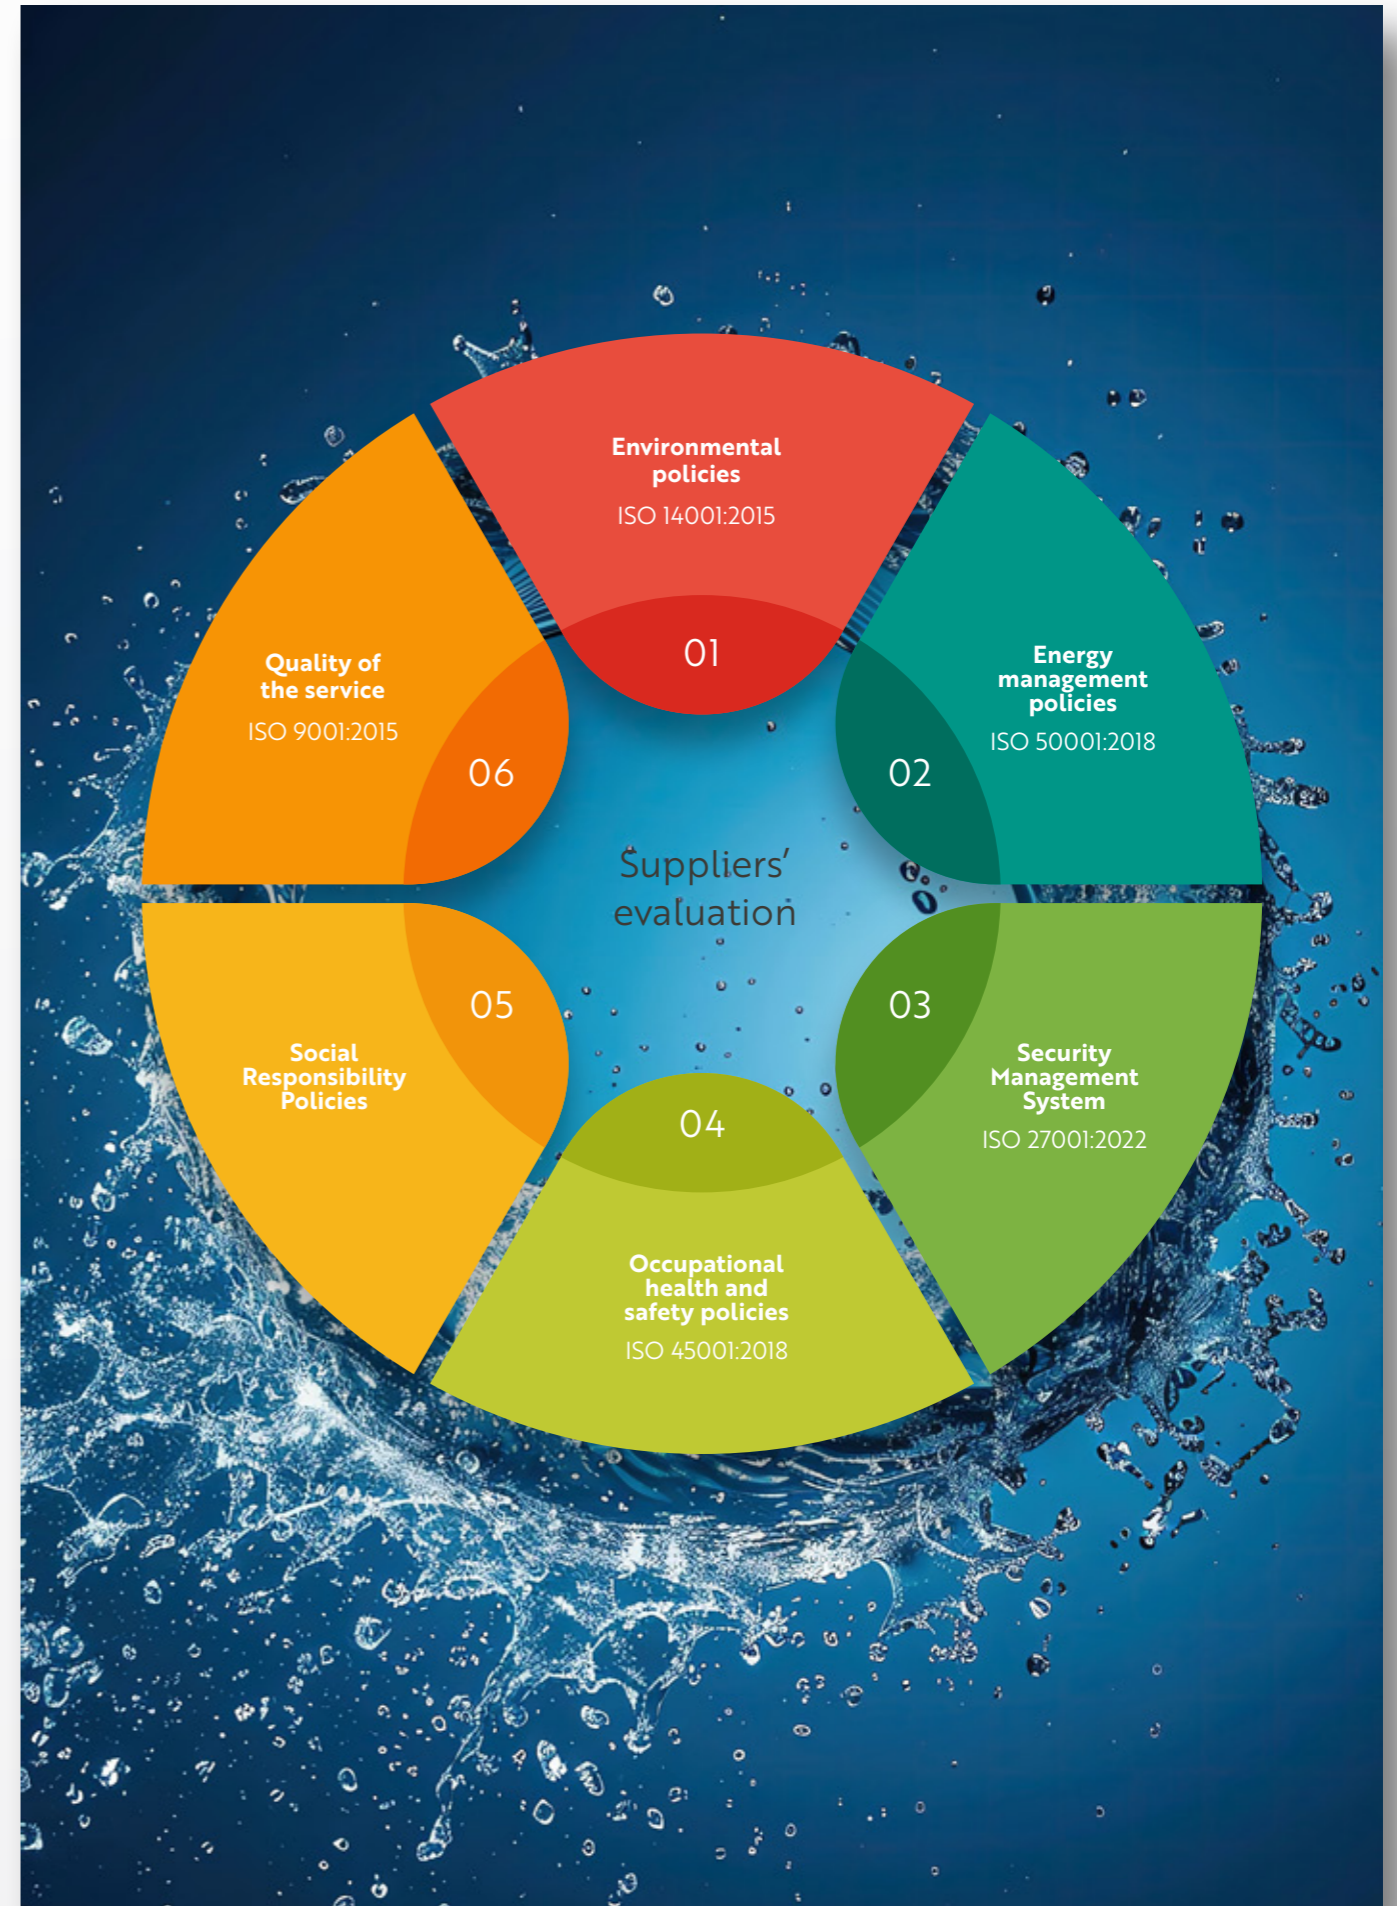 Environmental
policies
ISO 14001:2015
01
Energy
management
policies
ISO 50001:2018
02
03
Security
Management
System
ISO 27001:2022
04
Occupational
health and
safety policies
ISO 45001:2018
05
Social
Responsibility
Policies
Quality of
the service
ISO 9001:2015
06
Suppliers’
evaluation